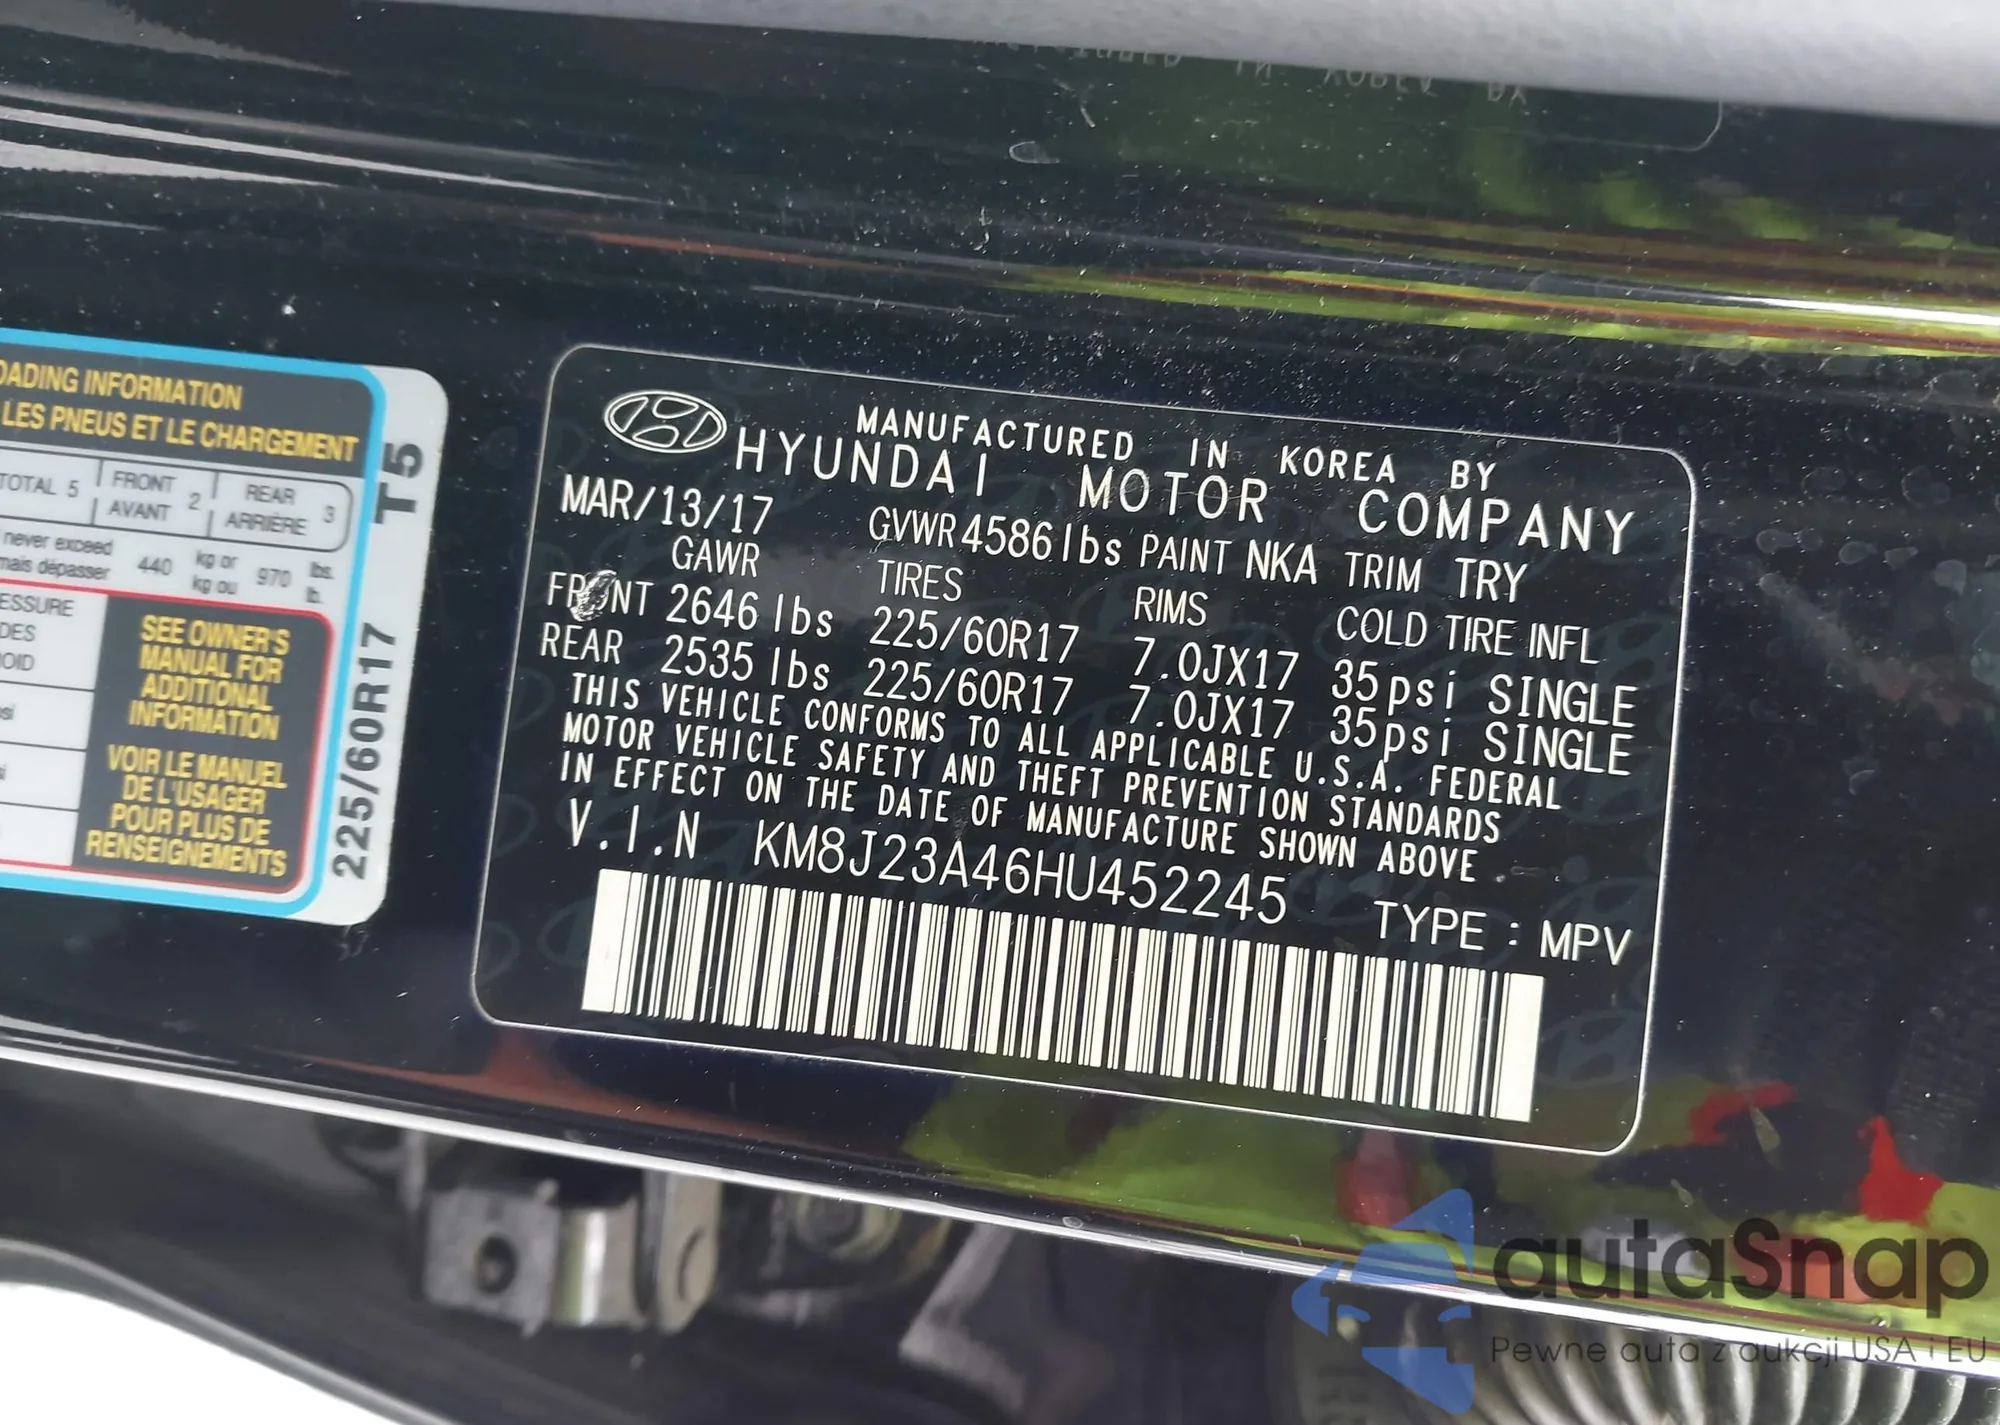 OADING INFORMATION
LES PNEUS ET LE CHARGEMENT
TOTAL 5 FRONT AVANT 2 REAR ARRIÈRE 3
never exceed 440 kg or 970 lbs.
mais dépasser kg ou lb.
SEE OWNER'S
MANUAL FOR
ADDITIONAL
INFORMATION
VOIR LE MANUEL
DE L'USAGER
POUR PLUS DE
RENSEIGNEMENTS
225/60R17 T5
MANUFACTURED IN KOREA BY
HYUNDAI MOTOR COMPANY
MAR/13/17 GVWR 4586 lbs PAINT NKA TRIM TRY
GAWR TIRES RIMS COLD TIRE INFL
FRONT 2646 lbs 225/60R17 7.0JX17 35psi SINGLE
REAR 2535 lbs 225/60R17 7.0JX17 35psi SINGLE
THIS VEHICLE CONFORMS TO ALL APPLICABLE U.S.A. FEDERAL
MOTOR VEHICLE SAFETY AND THEFT PREVENTION STANDARDS
IN EFFECT ON THE DATE OF MANUFACTURE SHOWN ABOVE.
V.I.N KM8J23A46HU452245 TYPE : MPV
autaSnap
Pewne auta z aukcji USA i EU